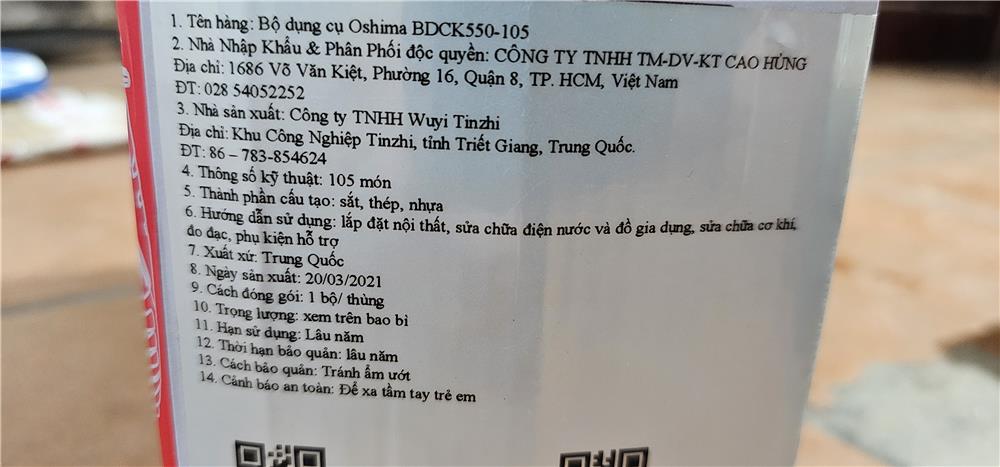 1. Tên hàng: Bộ dụng cụ Oshima BDCK550-105
2. Nhà Nhập Khẩu & Phân Phối độc quyền: CÔNG TY TNHH TM-DV-KT CAO HÙNG
Địa chỉ: 1686 Võ Văn Kiệt, Phường 16, Quận 8, TP. HCM, Việt Nam
ĐT: 028 54052252
3. Nhà sản xuất: Công ty TNHH Wuyi Tinzhi
Địa chỉ: Khu Công Nghiệp Tinzhi, tỉnh Triết Giang, Trung Quốc.
ĐT: 86 – 783-854624
4. Thông số kỹ thuật: 105 món
5. Thành phần cấu tạo: sắt, thép, nhựa
6. Hướng dẫn sử dụng: lắp đặt nội thất, sửa chữa điện nước và đồ gia dụng, sửa chữa cơ khí,
đo đạc, phụ kiện hỗ trợ
7. Xuất xứ: Trung Quốc
8. Ngày sản xuất: 20/03/2021
9. Cách đóng gói: 1 bộ/ thùng
10. Trọng lượng: xem trên bao bì
11. Hạn sử dụng: Lâu năm
12. Thời hạn bảo quản: lâu năm
13. Cách bảo quản: Tránh ẩm ướt
14. Cảnh báo an toàn: Để xa tầm tay trẻ em